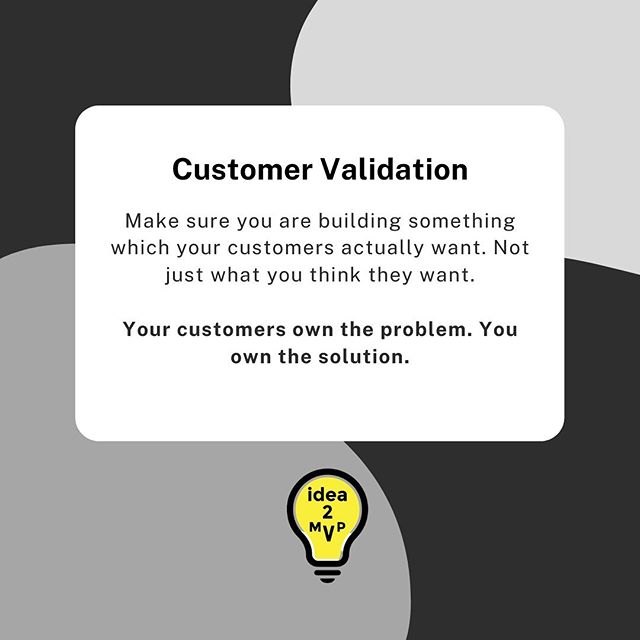 Customer Validation
Make sure you are building something
which your customers actually want. Not
just what you think they want.
Your customers own the problem. You
own the solution.
idea
2
MVP